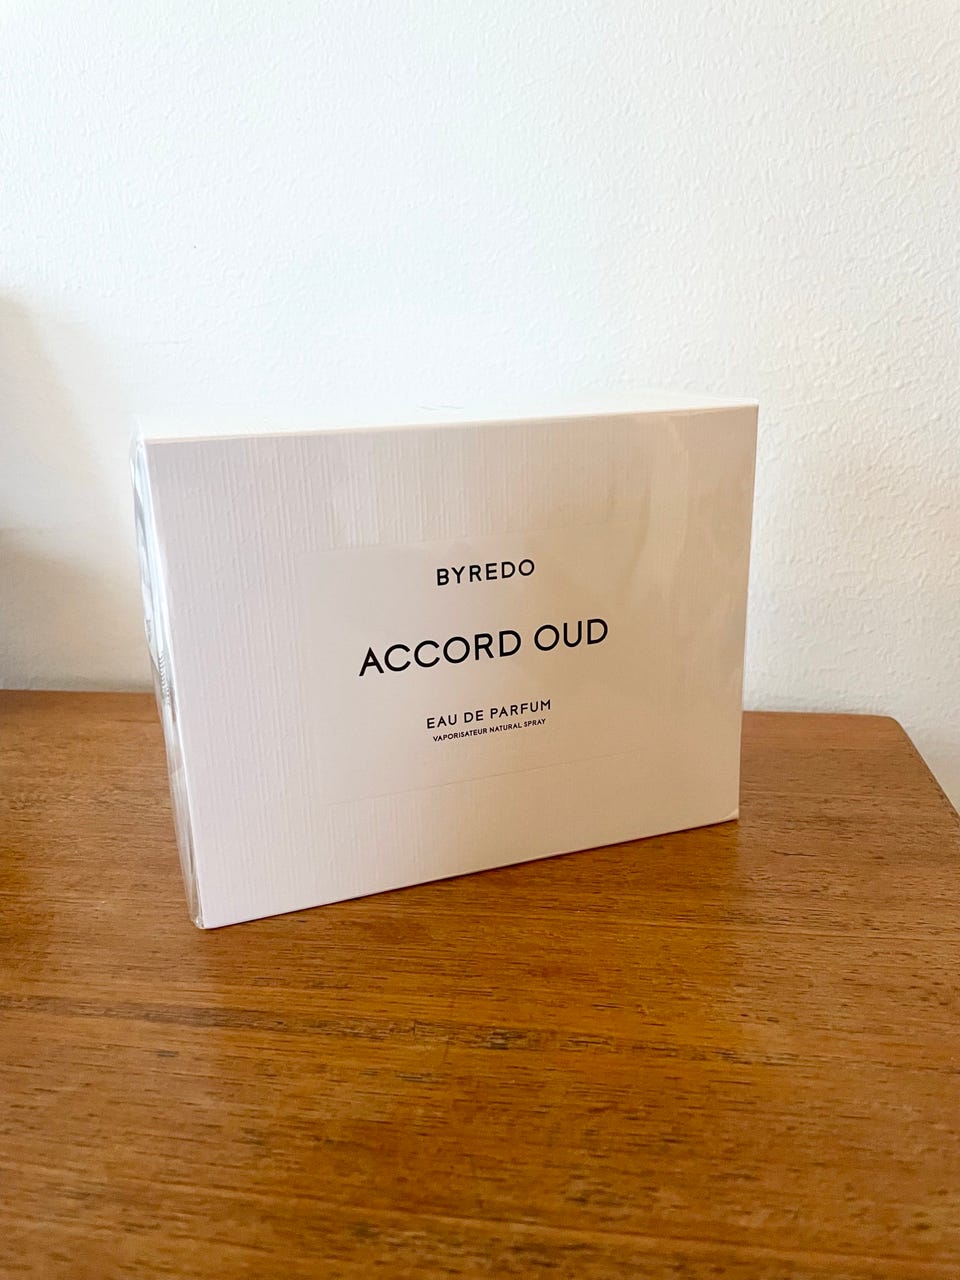 BYREDO
ACCORD OUD
EAU DE PARFUM
VAPORISATEUR NATURAL SPRAY